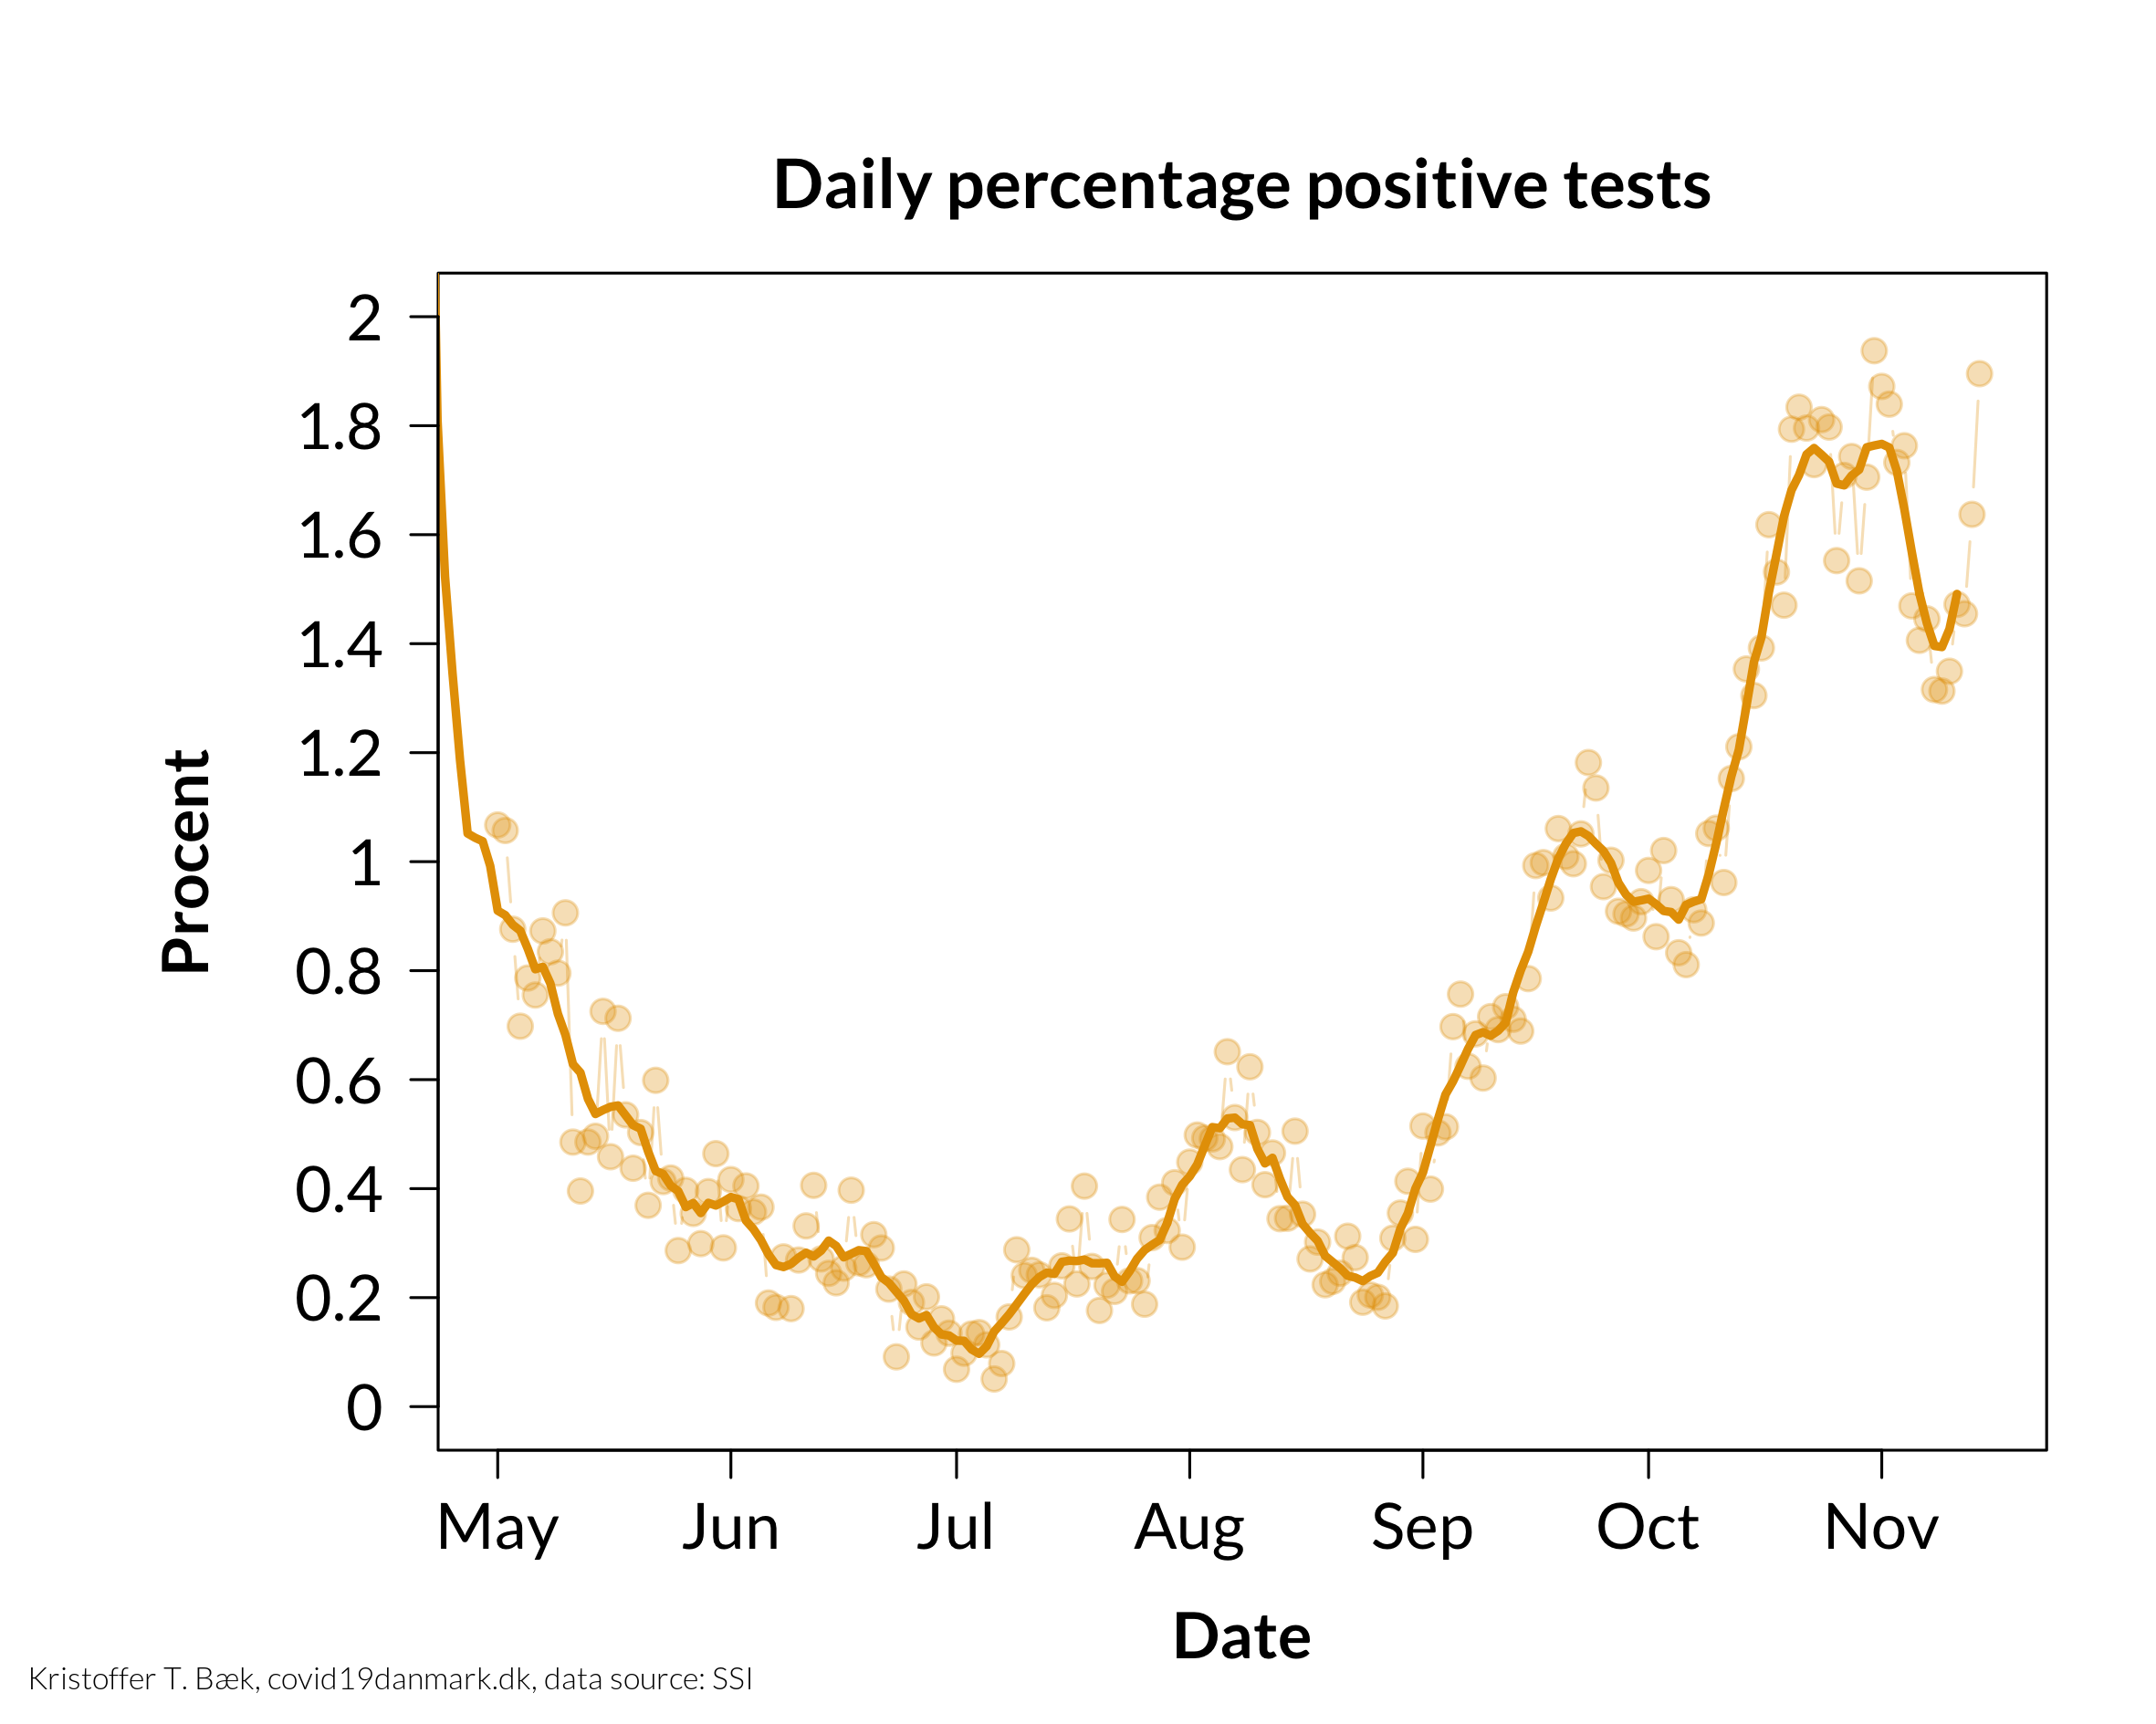 Daily percentage positive tests
Procent
2
1.8
1.6
1.4
1.2
1
0.8
0.6
0.4
0.2
0
May Jun Jul Aug Sep Oct Nov
Date
Kristoffer T. Bæk, covid19danmark.dk, data source: SSI